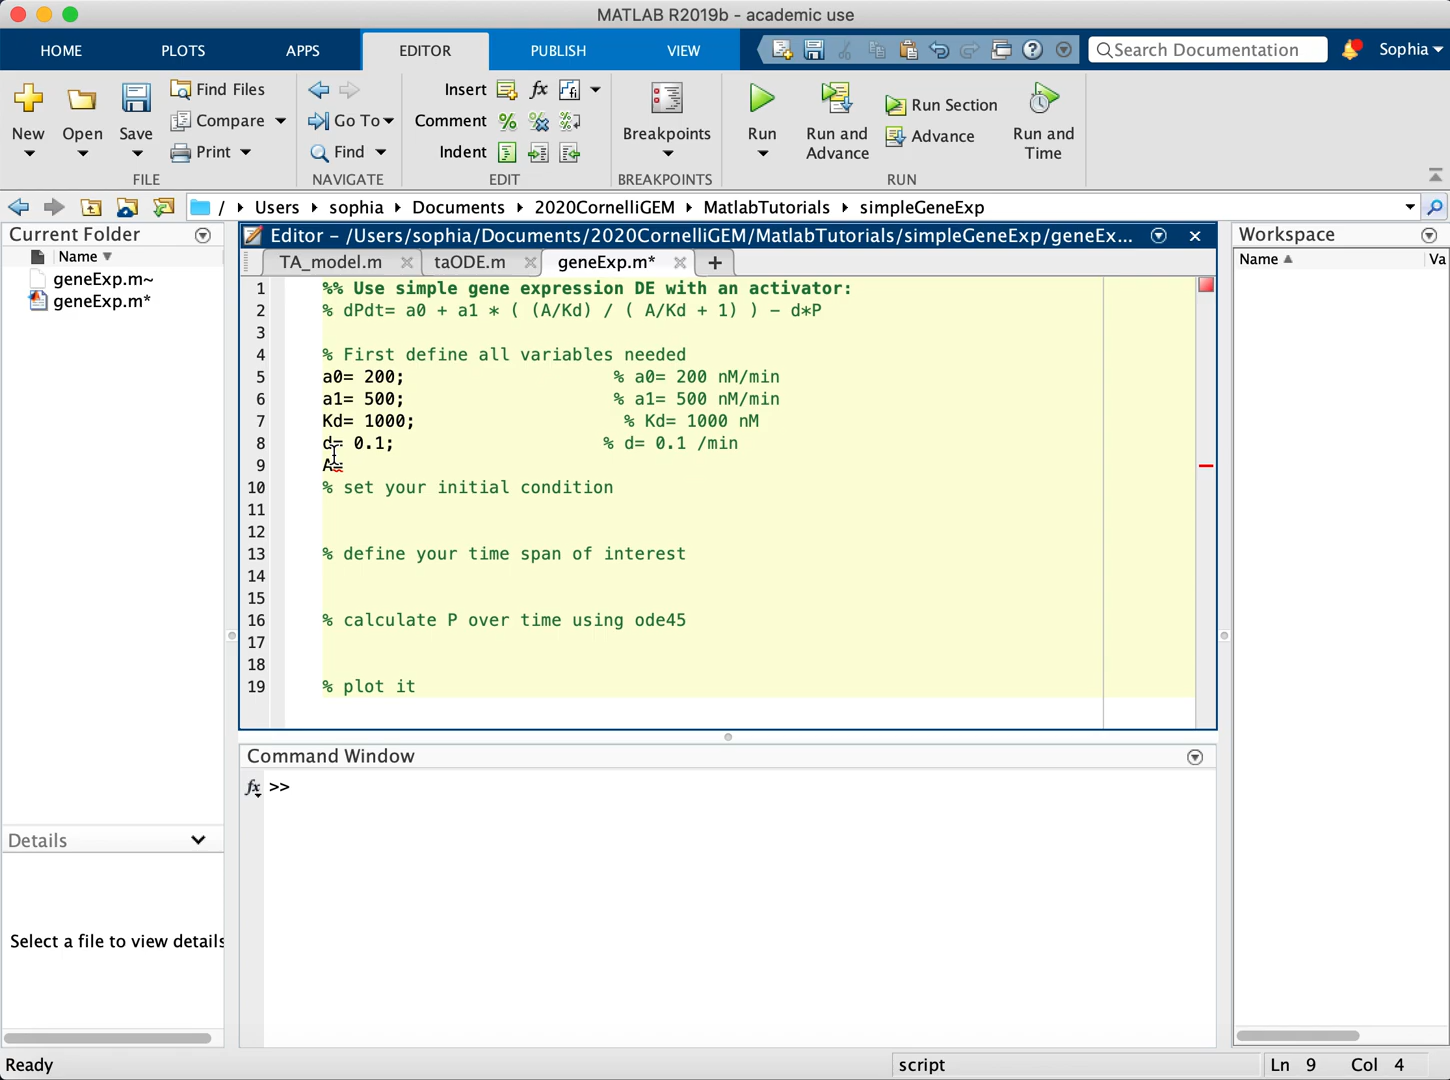 MATLAB R2019b - academic use
HOME PLOTS APPS EDITOR PUBLISH VIEW Search Documentation Sophia
New Open Save Find Files Compare Print Go To Find Insert fx Comment Indent Breakpoints Run Run and Advance Run Section Advance Run and Time
FILE NAVIGATE EDIT BREAKPOINTS RUN
/ Users sophia Documents 2020CornelliGEM MatlabTutorials simpleGeneExp
Current Folder
Name
geneExp.m~
geneExp.m*
Details
Select a file to view details
Editor – /Users/sophia/Documents/2020CornelliGEM/MatlabTutorials/simpleGeneExp/geneEx...
TA_model.m taODE.m geneExp.m* +
1 %% Use simple gene expression DE with an activator:
2 % dPdt= a0 + a1 * ( (A/Kd) / ( A/Kd + 1) ) - d*P
3
4 % First define all variables needed
5 a0= 200; % a0= 200 nM/min
6 a1= 500; % a1= 500 nM/min
7 Kd= 1000; % Kd= 1000 nM
8 d= 0.1; % d= 0.1 /min
9 A=
10 % set your initial condition
11
12
13 % define your time span of interest
14
15
16 % calculate P over time using ode45
17
18
19 % plot it
Command Window
fx >>
Workspace
Name Va
Ready script Ln 9 Col 4